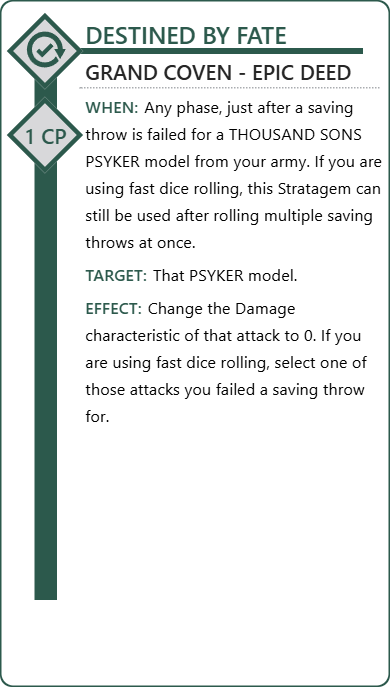 DESTINED BY FATE
GRAND COVEN - EPIC DEED
1 CP
WHEN: Any phase, just after a saving
throw is failed for a THOUSAND SONS
PSYKER model from your army. If you are
using fast dice rolling, this Stratagem can
still be used after rolling multiple saving
throws at once.
TARGET: That PSYKER model.
EFFECT: Change the Damage
characteristic of that attack to 0. If you
are using fast dice rolling, select one of
those attacks you failed a saving throw
for.